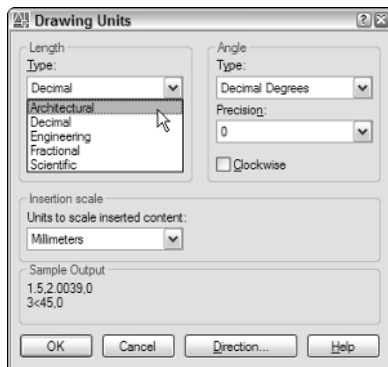 Drawing Units
Length
Type:
Decimal
Architectural
Decimal
Engineering
Fractional
Scientific
Angle
Type:
Decimal Degrees
Precision:
0
Clockwise
Insertion scale
Units to scale inserted content:
Millimeters
Sample Output
1.5,2.0039,0
3<45,0
OK
Cancel
Direction...
Help